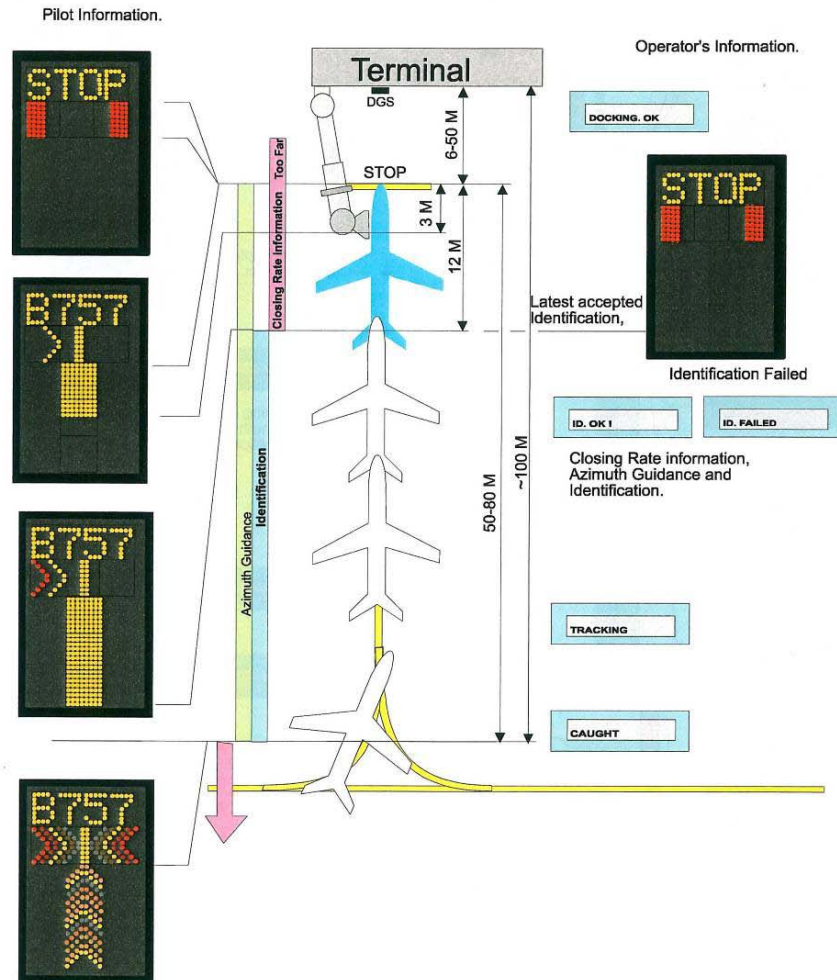 Pilot Information.
Operator's Information.
Terminal
DGS
STOP
STOP
6-50 M
3 M
12 M
50-80 M
~100 M
Too Far
Closing Rate Information
Azimuth Guidance
Identification
B757
B757
B757
DOCKING. OK
STOP
Latest accepted
Identification,
Identification Failed
ID. OK !
ID. FAILED
Closing Rate information,
Azimuth Guidance and
Identification.
TRACKING
CAUGHT